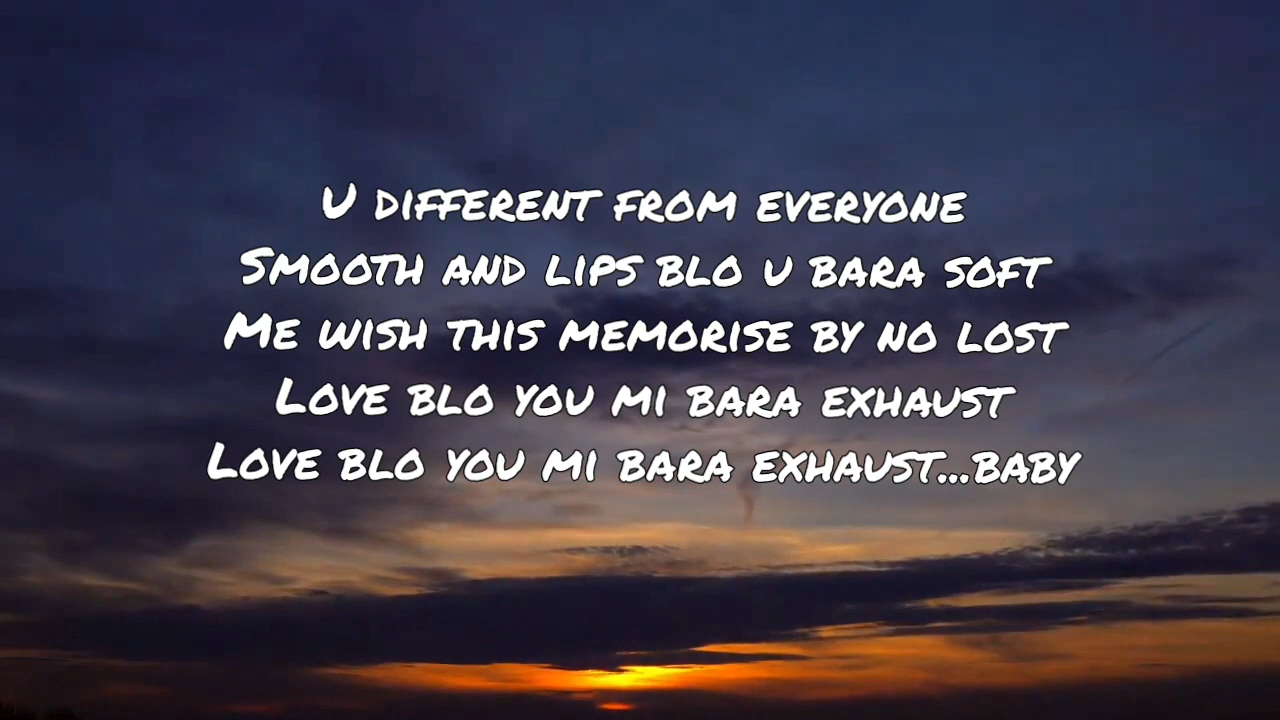 U different from everyone
Smooth and lips blo u bara soft
Me wish this memorise by no lost
Love blo you mi bara exhaust
Love blo you mi bara exhaust...baby